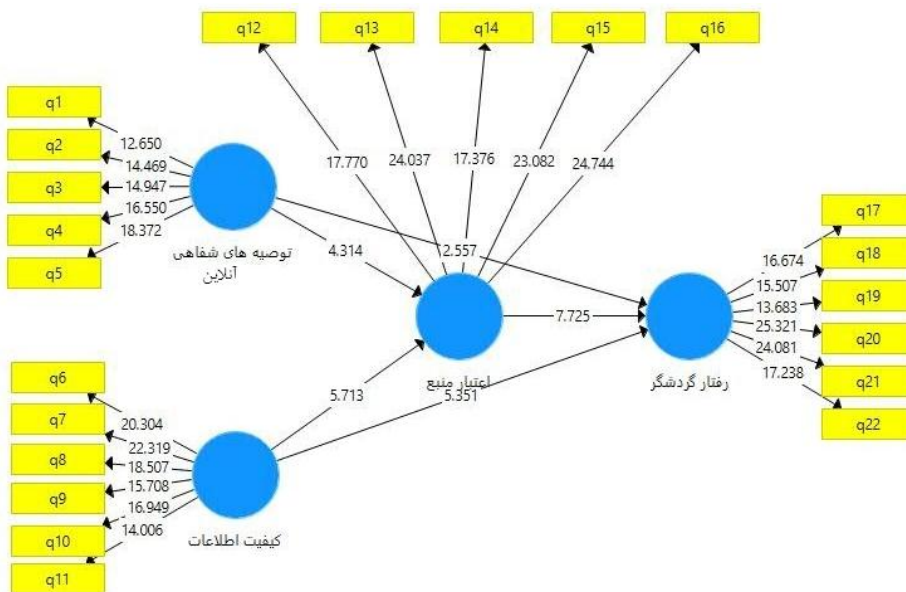 q12 q13 q14 q15 q16
q1
q2
q3
q4
q5
12.650
14.469
14.947
16.550
18.372
توصیه های شفاهی
آنلاین
17.770
24.037
17.376
23.082
24.744
4.314
2.557
7.725
5.713
5.351
اعتبار منبع
رفتار گردشگر
16.674
15.507
13.683
25.321
24.081
17.238
q17
q18
q19
q20
q21
q22
q6
q7
q8
q9
q10
q11
20.304
22.319
18.507
15.708
16.949
14.006
کیفیت اطلاعات